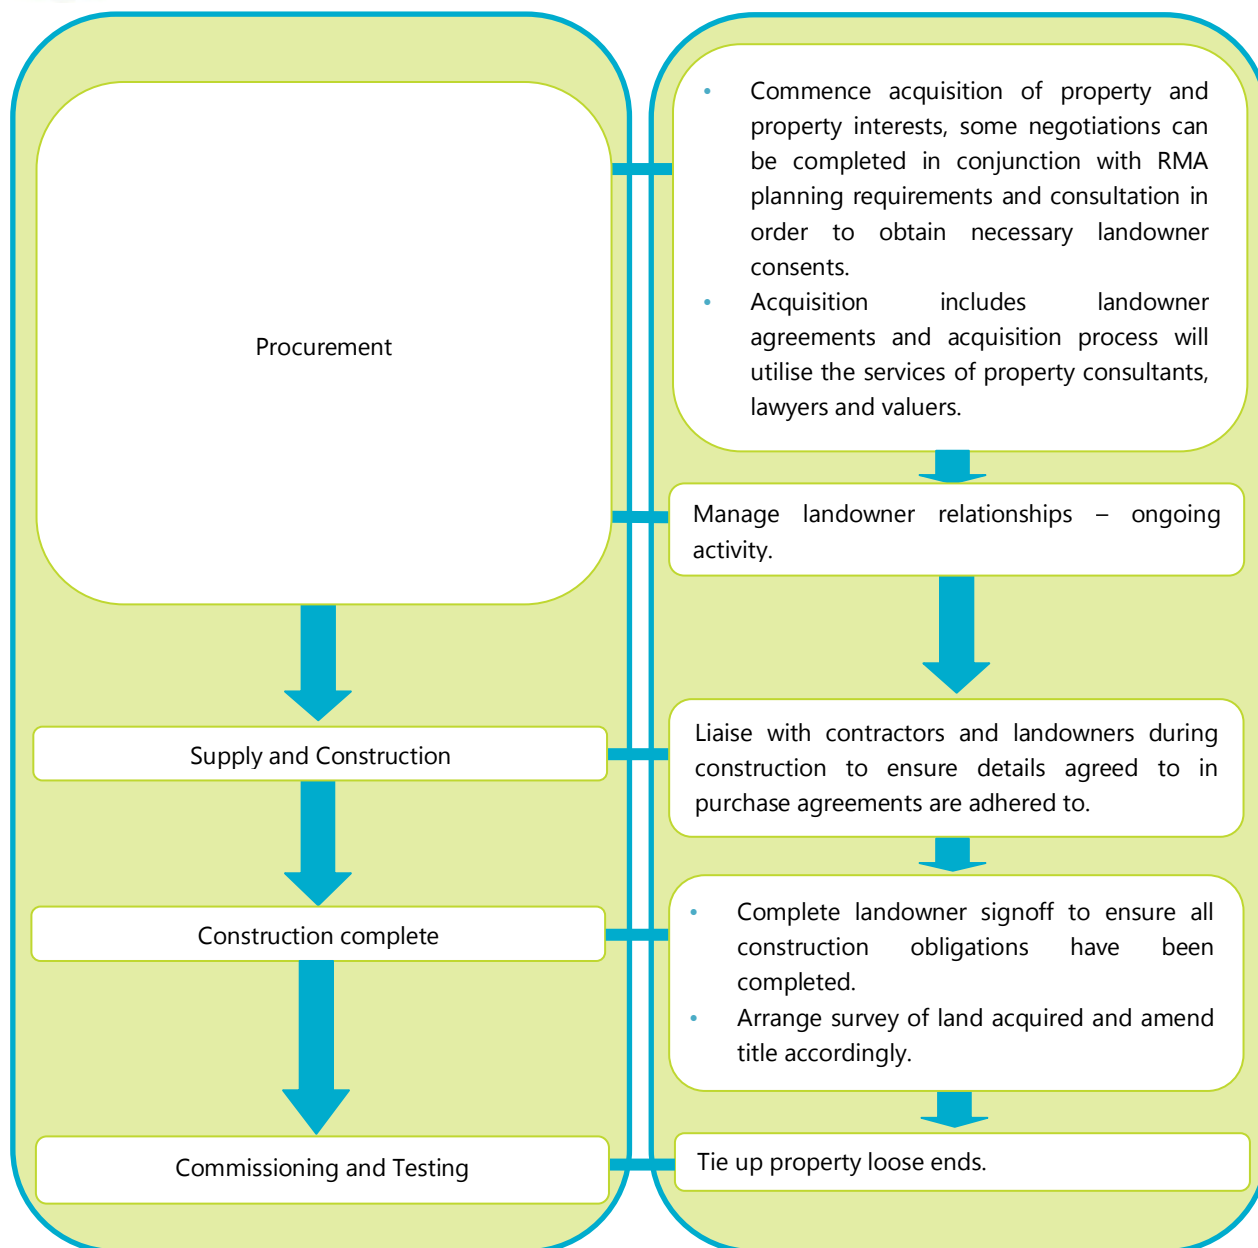 Procurement
• Commence acquisition of property and
property interests, some negotiations can
be completed in conjunction with RMA
planning requirements and consultation in
order to obtain necessary landowner
consents.
• Acquisition includes landowner
agreements and acquisition process will
utilise the services of property consultants,
lawyers and valuers.
Manage landowner relationships – ongoing
activity.
Supply and Construction
Liaise with contractors and landowners during
construction to ensure details agreed to in
purchase agreements are adhered to.
Construction complete
• Complete landowner signoff to ensure all
construction obligations have been
completed.
• Arrange survey of land acquired and amend
title accordingly.
Commissioning and Testing
Tie up property loose ends.